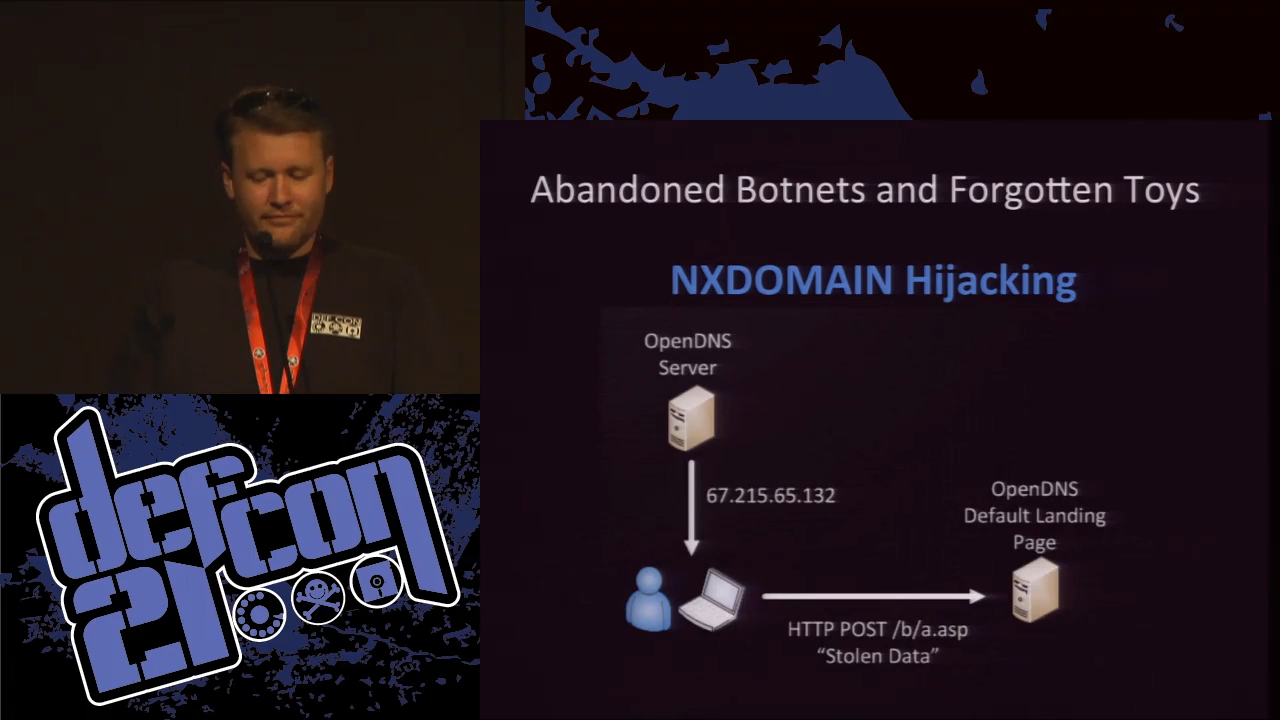 Abandoned Botnets and Forgotten Toys
NXDOMAIN Hijacking
OpenDNS
Server
67.215.65.132
OpenDNS
Default Landing
Page
HTTP POST /b/a.asp
“Stolen Data”
DEFCON
defcon
21